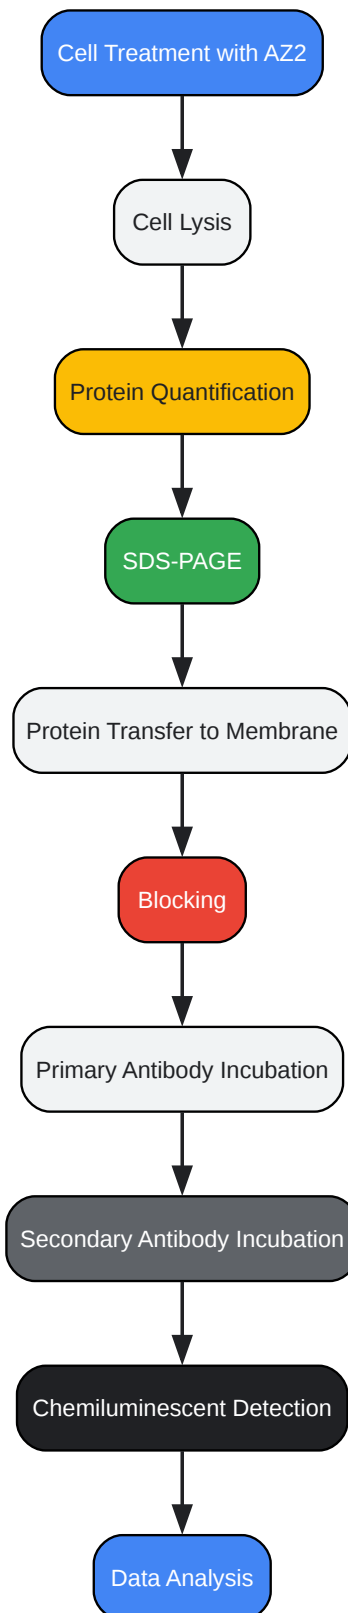 Cell Treatment with AZ2
Cell Lysis
Protein Quantification
SDS-PAGE
Protein Transfer to Membrane
Blocking
Primary Antibody Incubation
Secondary Antibody Incubation
Chemiluminescent Detection
Data Analysis